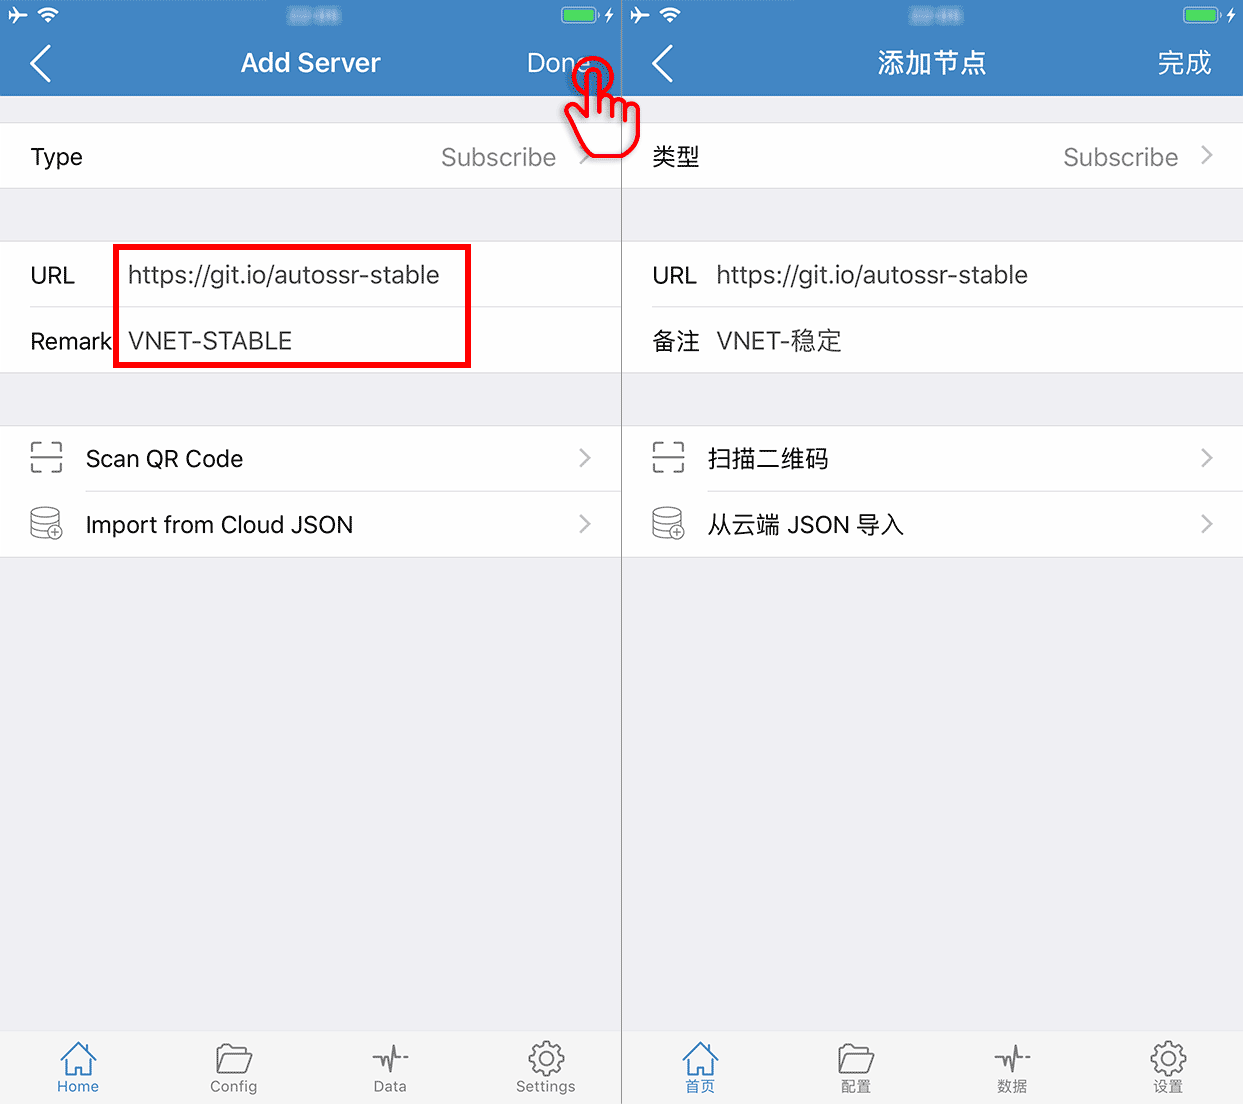 Add Server
Done
Type
Subscribe
URL
https://git.io/autossr-stable
Remark
VNET-STABLE
Scan QR Code
Import from Cloud JSON
Home
Config
Data
Settings
添加节点
完成
类型
Subscribe
URL
https://git.io/autossr-stable
备注
VNET-稳定
扫描二维码
从云端 JSON 导入
首页
配置
数据
设置